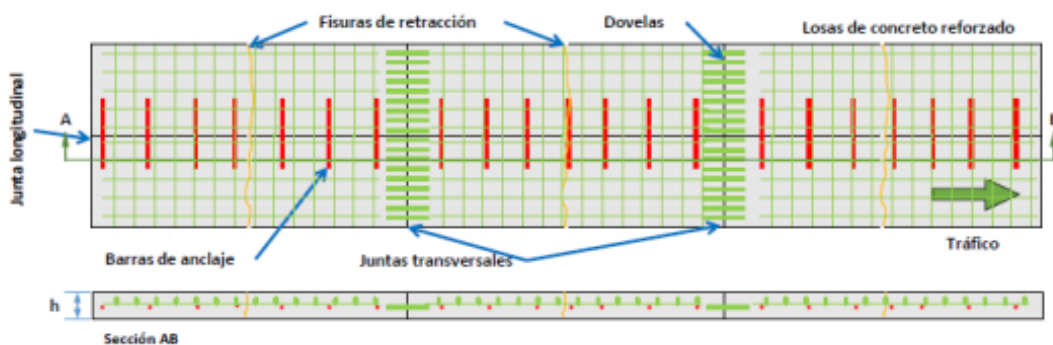 Fisuras de retracción
Dovelas
Losas de concreto reforzado
Junta longitudinal
A
Barras de anclaje
Juntas transversales
Tráfico
h
Sección AB